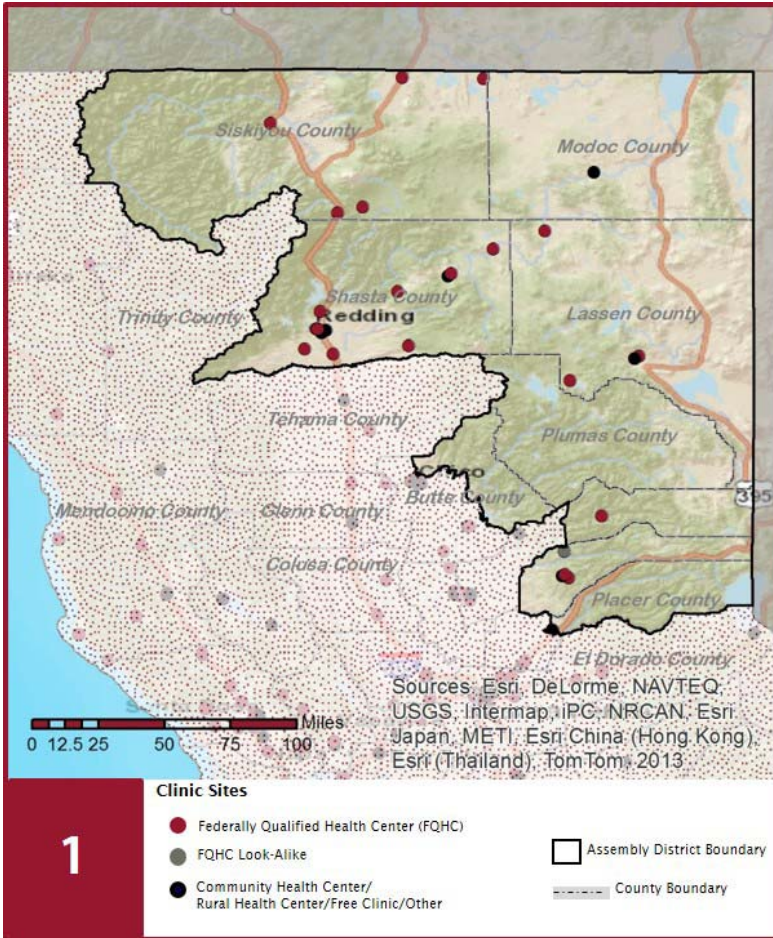 Siskiyou County
Modoc County
Trinity County
Shasta County
Redding
Lassen County
Tehama County
Plumas County
Chico
Butte County
395
Mendocino County
Glenn County
Colusa County
Placer County
El Dorado County
Sources: Esri, DeLorme, NAVTEQ,
USGS, Intermap, iPC, NRCAN, Esri
Japan, METI, Esri China (Hong Kong),
Esri (Thailand), TomTom, 2013
Miles
0 12.5 25 50 75 100
1
Clinic Sites
Federally Qualified Health Center (FQHC)
FQHC Look-Alike
Community Health Center/
Rural Health Center/Free Clinic/Other
Assembly District Boundary
County Boundary